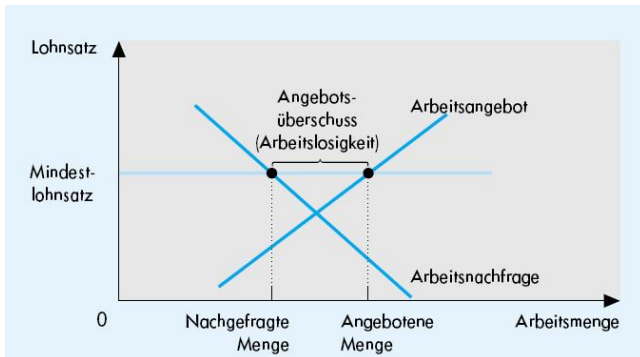 Lohnsatz
Angebots-
überschuss
(Arbeitslosigkeit)
Arbeitsangebot
Mindest-
lohnsatz
Arbeitsnachfrage
0
Nachgefragte
Menge
Angebotene
Menge
Arbeitsmenge